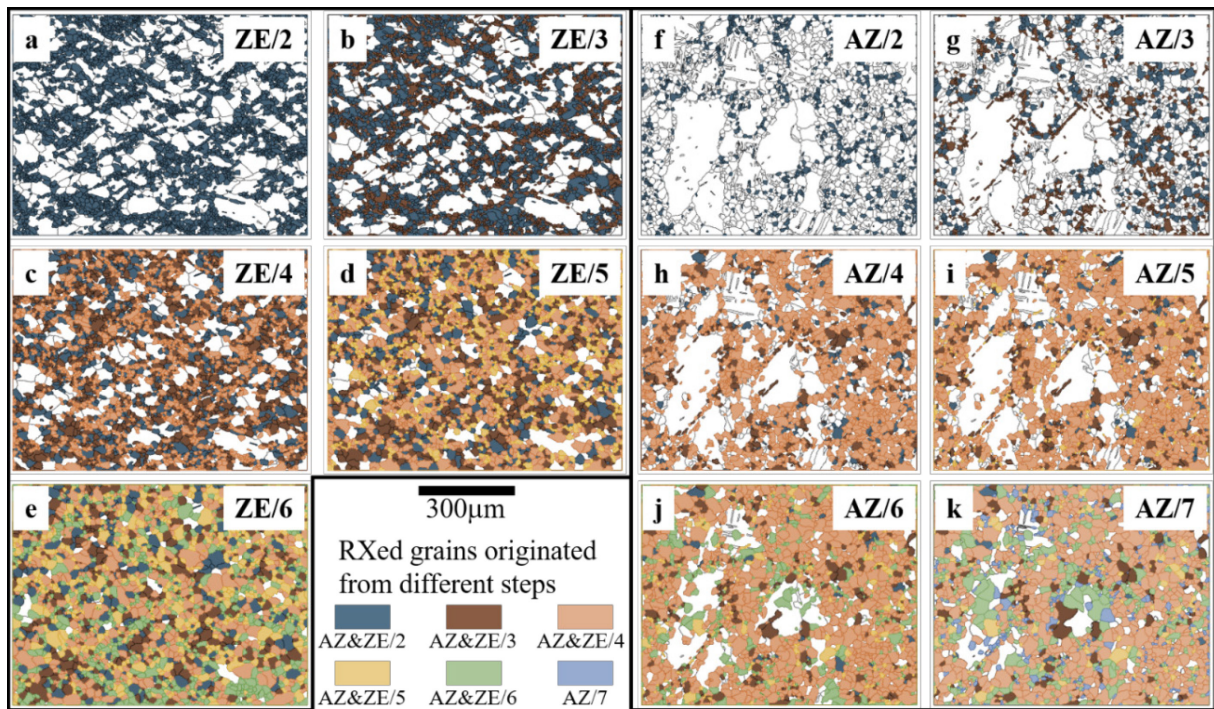 a ZE/2
b ZE/3
f AZ/2
g AZ/3
c ZE/4
d ZE/5
h AZ/4
i AZ/5
e ZE/6
300μm
RXed grains originated
from different steps
AZ&ZE/2 AZ&ZE/3 AZ&ZE/4
AZ&ZE/5 AZ&ZE/6 AZ/7
j AZ/6
k AZ/7